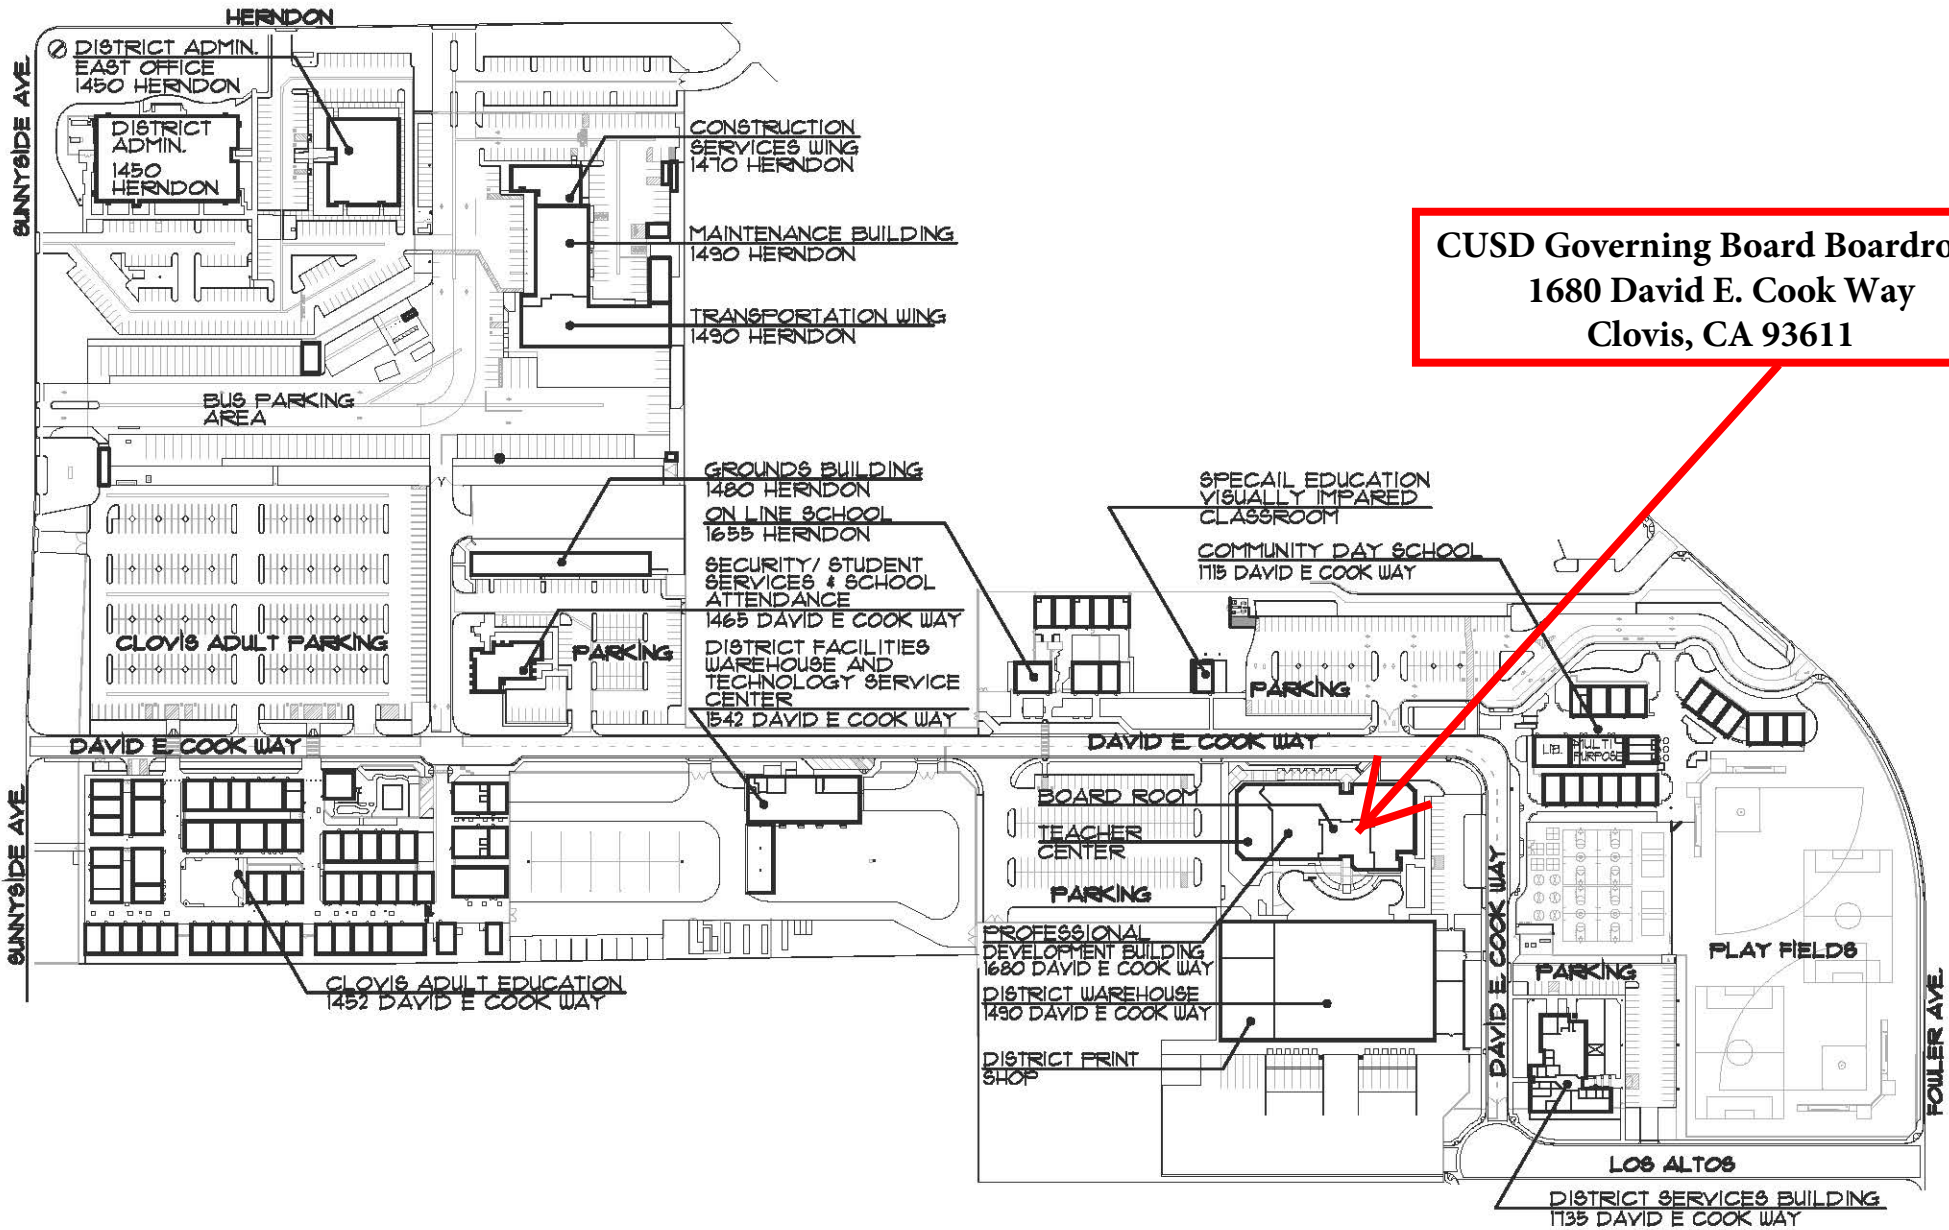 HERNDON
DISTRICT ADMIN.
EAST OFFICE
1450 HERNDON
SUNNYSIDE AVE.
DISTRICT
ADMIN.
1450
HERNDON
CONSTRUCTION
SERVICES WING
1470 HERNDON
MAINTENANCE BUILDING
1490 HERNDON
TRANSPORTATION WING
1490 HERNDON
CUSD Governing Board Boardro
1680 David E. Cook Way
Clovis, CA 93611
BUS PARKING
AREA
GROUNDS BUILDING
1480 HERNDON
ON LINE SCHOOL
1655 HERNDON
SECURITY/ STUDENT
SERVICES & SCHOOL
ATTENDANCE
1465 DAVID E COOK WAY
DISTRICT FACILITIES
WAREHOUSE AND
TECHNOLOGY SERVICE
CENTER
1542 DAVID E COOK WAY
SPECAIL EDUCATION
VISUALLY IMPARED
CLASSROOM
COMMUNITY DAY SCHOOL
1715 DAVID E COOK WAY
CLOVIS ADULT PARKING
PARKING
PARKING
DAVID E. COOK WAY
DAVID E. COOK WAY
LIB.
MULTI
PURPOSE
BOARD ROOM
TEACHER
CENTER
PARKING
PROFESSIONAL
DEVELOPMENT BUILDING
1680 DAVID E COOK WAY
DISTRICT WAREHOUSE
1490 DAVID E COOK WAY
DISTRICT PRINT
SHOP
SUNNYSIDE AVE.
CLOVIS ADULT EDUCATION
1452 DAVID E COOK WAY
DAVID E. COOK WAY
PARKING
PLAY FIELDS
FOWLER AVE.
LOS ALTOS
DISTRICT SERVICES BUILDING
1735 DAVID E COOK WAY